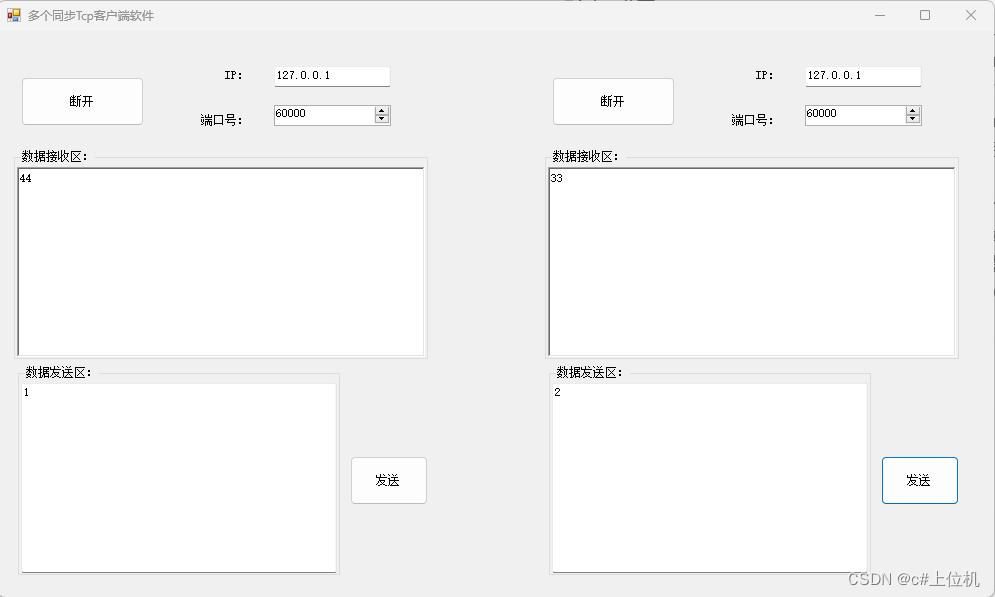 多个同步Tcp客户端软件
断开
IP:
127.0.0.1
端口号:
60000
数据接收区:
44
数据发送区:
1
发送
断开
IP:
127.0.0.1
端口号:
60000
数据接收区:
33
数据发送区:
2
发送
CSDN @c#上位机